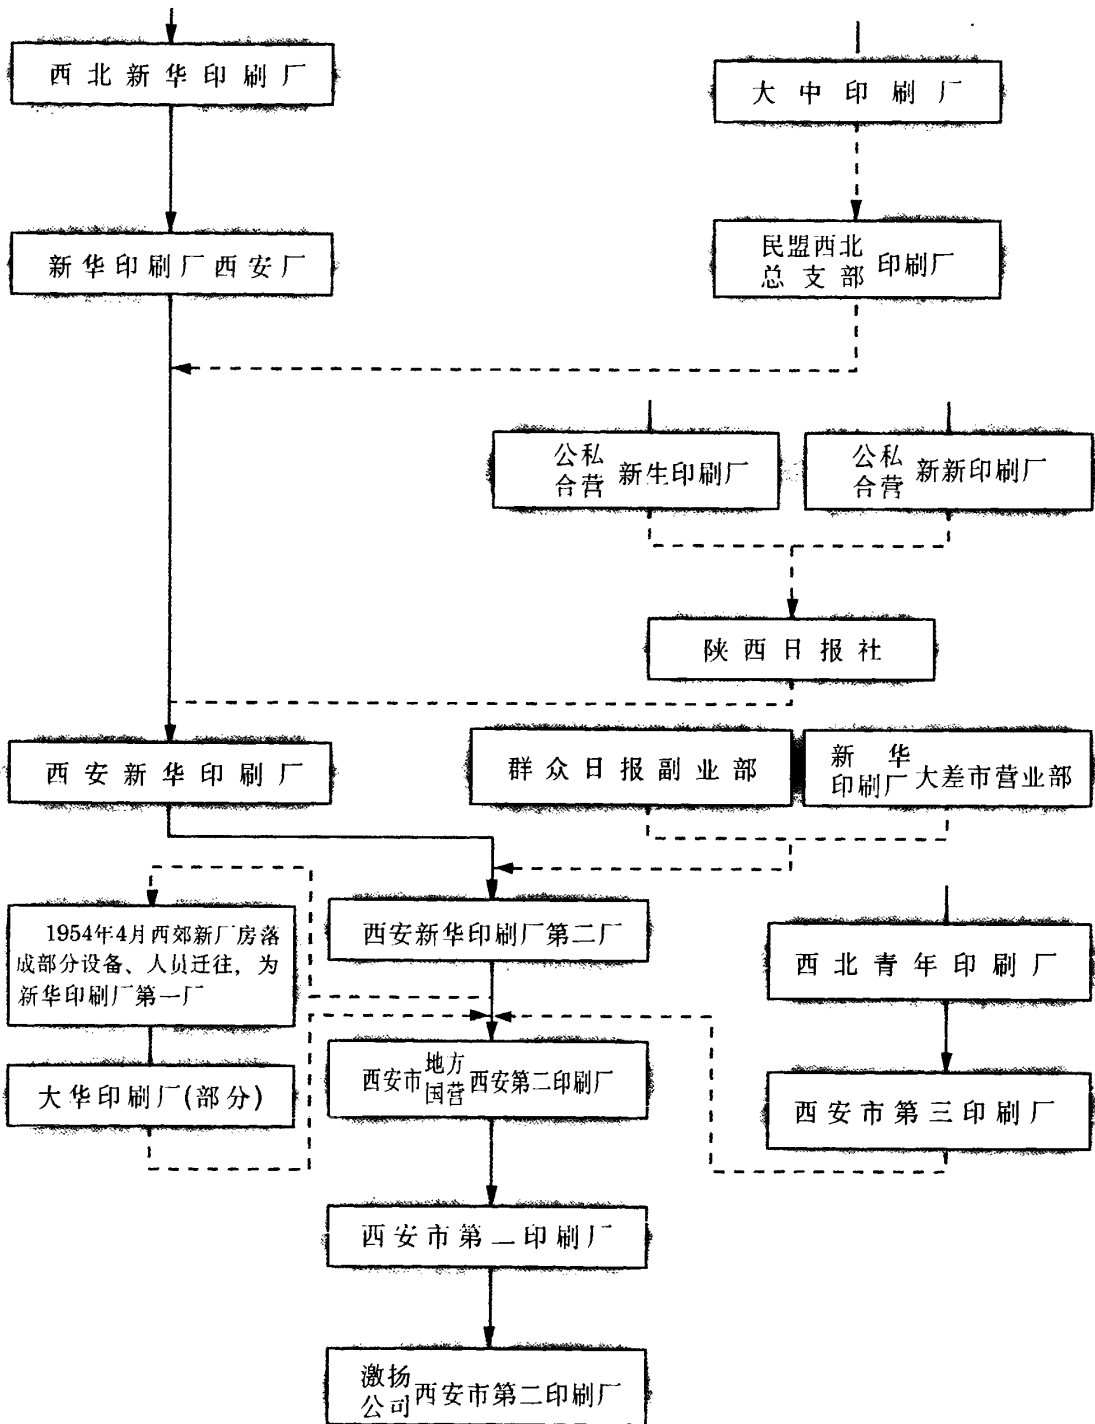 西北新华印刷厂
大中印刷厂
新华印刷厂西安厂
民盟西北
总支部 印刷厂
公私
合营 新生印刷厂
公私
合营 新新印刷厂
陕西日报社
西安新华印刷厂
群众日报副业部
新华
印刷厂 大差市营业部
1954年4月西郊新厂房落
成部分设备、人员迁往，为
新华印刷厂第一厂
西安新华印刷厂第二厂
西北青年印刷厂
大华印刷厂(部分)
西安市 地方
国营 西安第二印刷厂
西安市第三印刷厂
西安市第二印刷厂
激扬
公司 西安市第二印刷厂